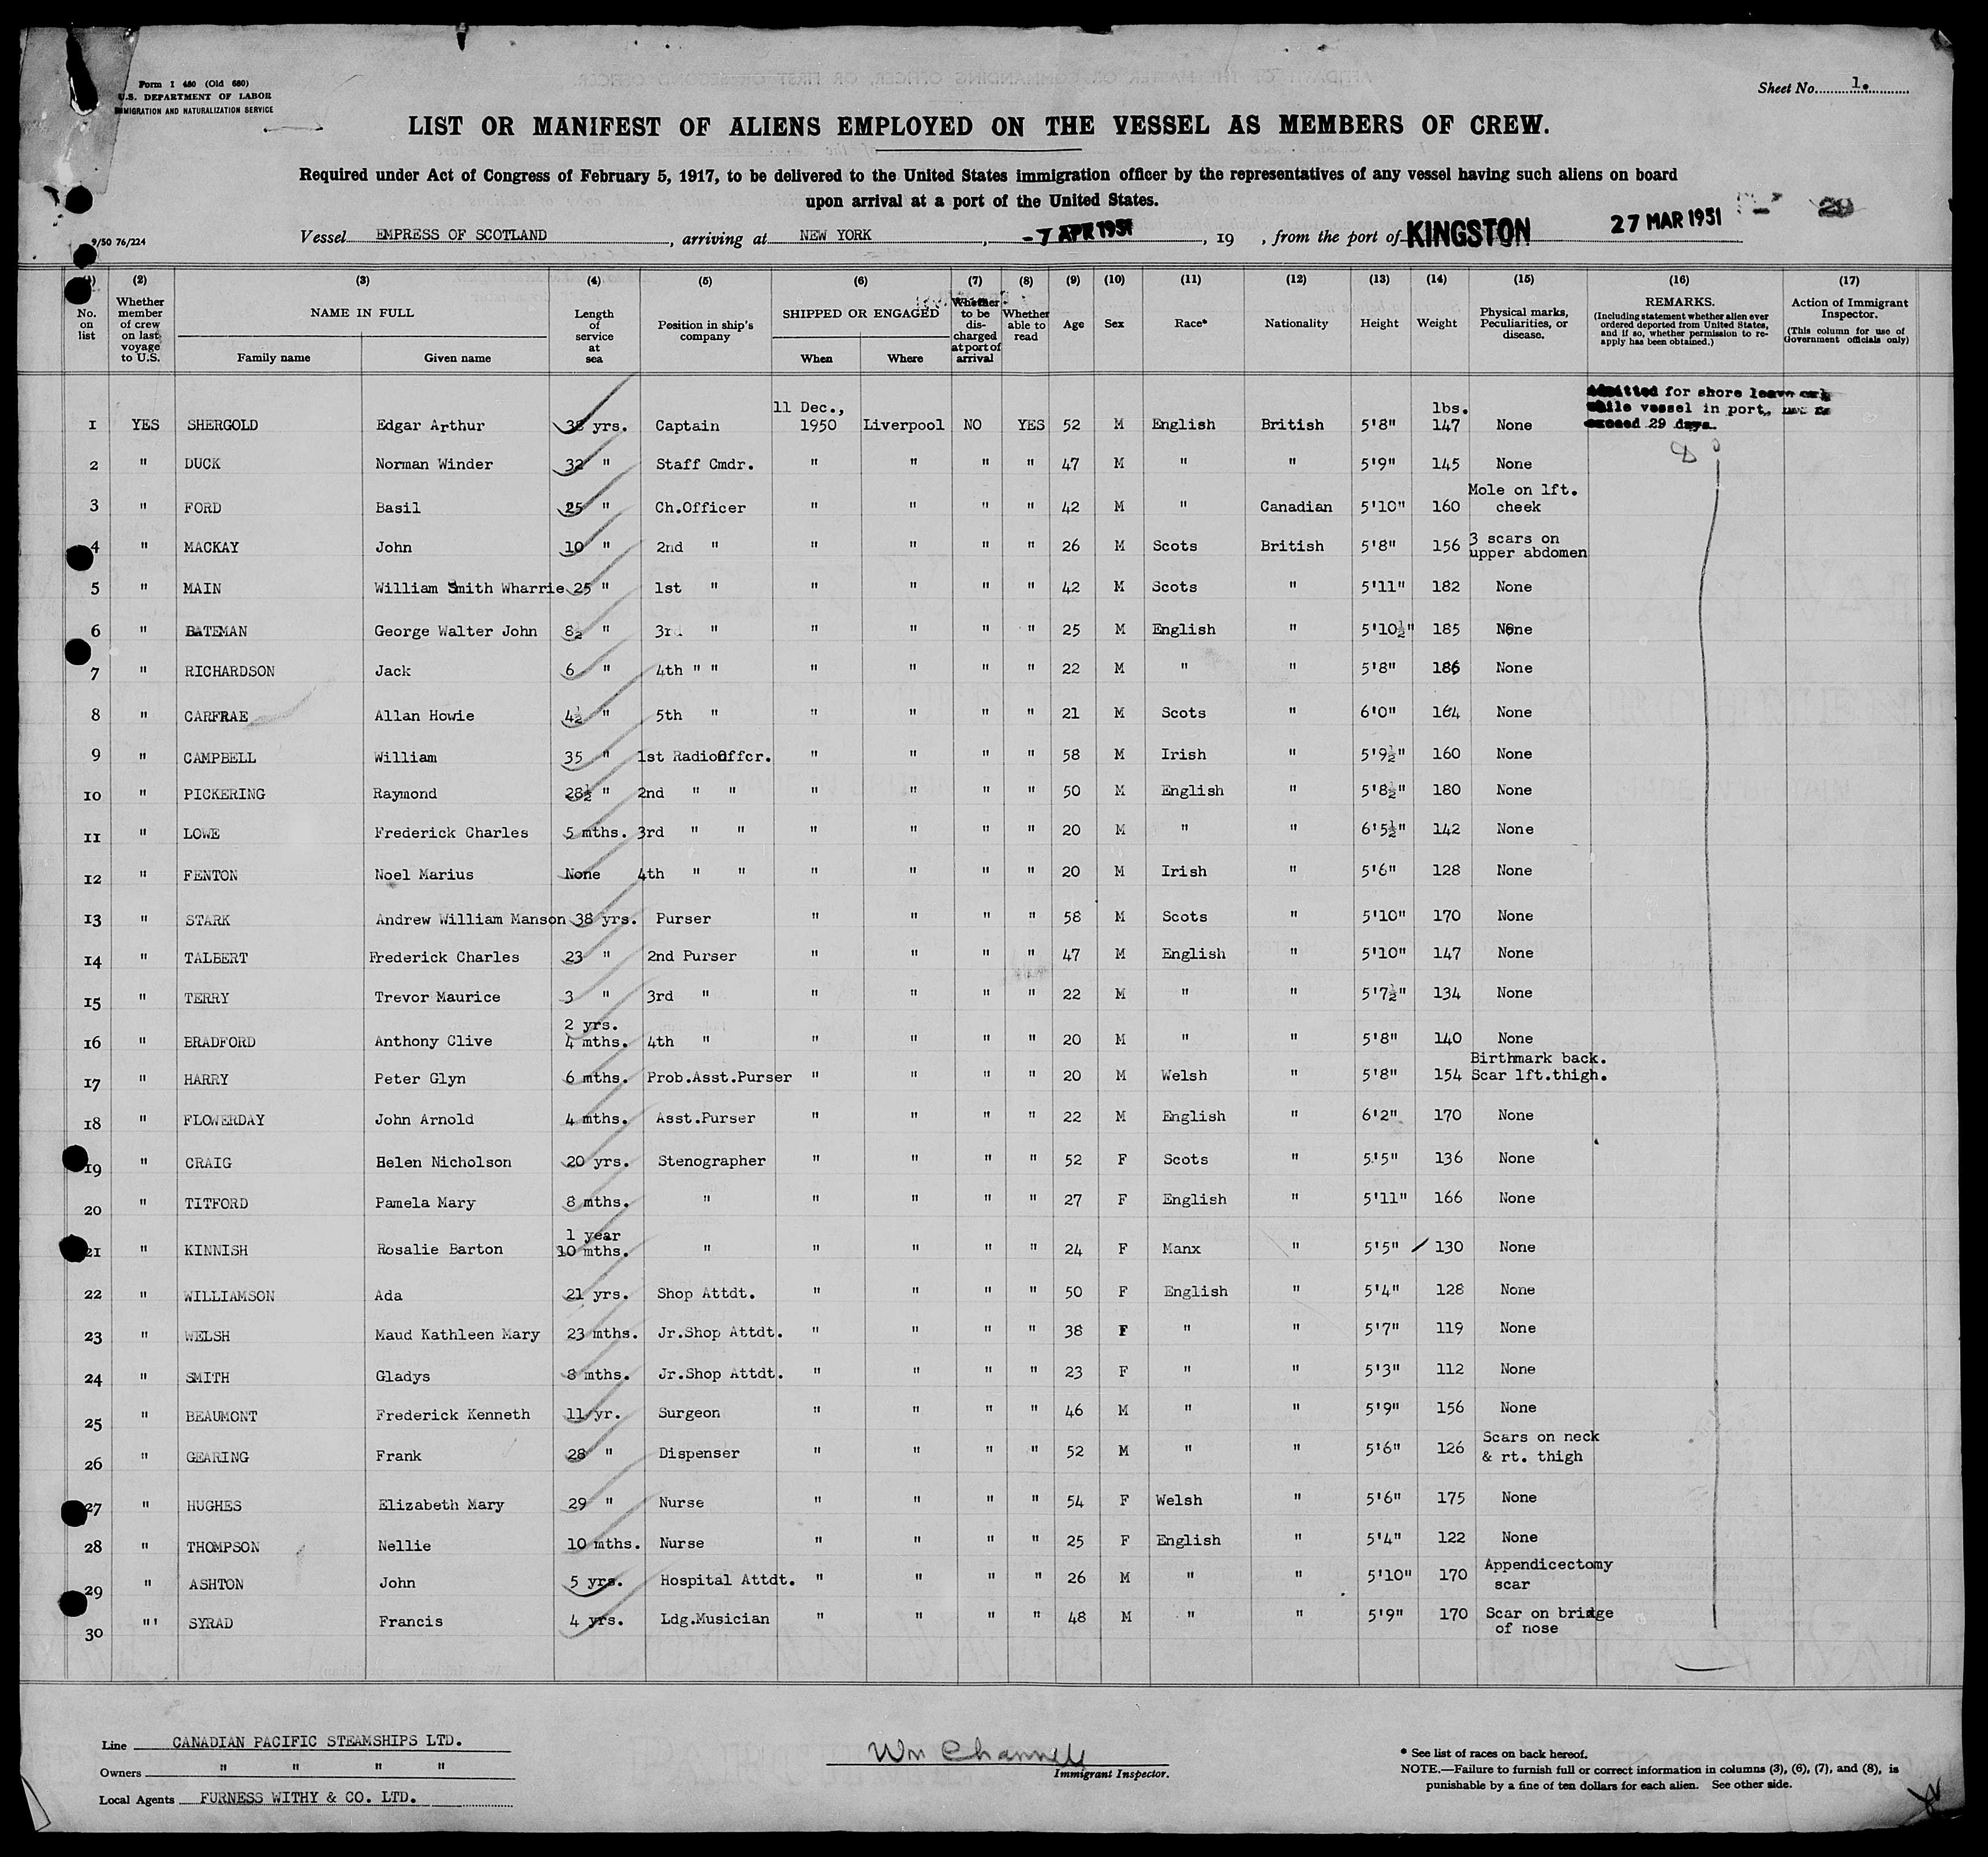 Form I 480 (Old 680)
U.S. DEPARTMENT OF LABOR
IMMIGRATION AND NATURALIZATION SERVICE
Sheet No. 1.
LIST OR MANIFEST OF ALIENS EMPLOYED ON THE VESSEL AS MEMBERS OF CREW.
Required under Act of Congress of February 5, 1917, to be delivered to the United States immigration officer by the representatives of any vessel having such aliens on board
upon arrival at a port of the United States.
9/50 76/224
Vessel EMPRESS OF SCOTLAND, arriving at NEW YORK, -7 APR 1951, 19 , from the port of KINGSTON 27 MAR 1951
(2) (3) (4) (5) (6) (7) (8) (9) (10) (11) (12) (13) (14) (15) (16) (17)
No. on list
Whether member of crew on last voyage to U.S.
NAME IN FULL
Family name Given name
Length of service at sea
Position in ship's company
SHIPPED OR ENGAGED
When Where
Whether to be discharged at port of arrival
Whether able to read
Age Sex Race* Nationality Height Weight
Physical marks, Peculiarities, or disease.
REMARKS.
(Including statement whether alien ever ordered deported from United States, and if so, whether permission to reapply has been obtained.)
Action of Immigrant Inspector.
(This column for use of Government officials only)
Admitted for shore leave only
while vessel in port,
exceed 29 days.
1 YES SHERGOLD Edgar Arthur yrs. Captain 11 Dec., 1950 Liverpool NO YES 52 M English British 5'8" lbs. 147 None
2 " DUCK Norman Winder 32 " Staff Cmdr. " " " " 47 M " " 5'9" 145 None
3 " FORD Basil 25 " Ch.Officer " " " " 42 M " Canadian 5'10" 160 Mole on lft. cheek
4 " MACKAY John 10 " 2nd " " " " " 26 M Scots British 5'8" 156 3 scars on upper abdomen
5 " MAIN William Smith Wharrie 25 " 1st " " " " " 42 M Scots " 5'11" 182 None
6 " BATEMAN George Walter John 8½ " 3rd " " " " " 25 M English " 5'10½" 185 None
7 " RICHARDSON Jack 6 " 4th " " " " " " 22 M " " 5'8" 186 None
8 " CARFRAE Allan Howie 4½ " 5th " " " " " 21 M Scots " 6'0" 164 None
9 " CAMPBELL William 35 " 1st Radio Offcr. " " " " 58 M Irish " 5'9½" 160 None
10 " PICKERING Raymond 28½ " 2nd " " " " " " 50 M English " 5'8½" 180 None
11 " LOWE Frederick Charles 5 mths. 3rd " " " " " " 20 M " " 6'5½" 142 None
12 " FENTON Noel Marius None 4th " " " " " " 20 M Irish " 5'6" 128 None
13 " STARK Andrew William Manson 38 yrs. Purser " " " " 58 M Scots " 5'10" 170 None
14 " TALBERT Frederick Charles 23 " 2nd Purser " " " " 47 M English " 5'10" 147 None
15 " TERRY Trevor Maurice 3 " 3rd " " " " " 22 M " " 5'7½" 134 None
16 " BRADFORD Anthony Clive 2 yrs. 4 mths. 4th " " " " " 20 M " " 5'8" 140 None
17 " HARRY Peter Glyn 6 mths. Prob.Asst.Purser " " " " 20 M Welsh " 5'8" 154 Birthmark back. Scar lft.thigh.
18 " FLOWERDAY John Arnold 4 mths. Asst.Purser " " " " 22 M English " 6'2" 170 None
19 " CRAIG Helen Nicholson 20 yrs. Stenographer " " " " 52 F Scots " 5'5" 136 None
20 " TITFORD Pamela Mary 8 mths. " " " " " 27 F English " 5'11" 166 None
21 " KINNISH Rosalie Barton 1 year 10 mths. " " " " " 24 F Manx " 5'5" 130 None
22 " WILLIAMSON Ada 21 yrs. Shop Attdt. " " " " 50 F English " 5'4" 128 None
23 " WELSH Maud Kathleen Mary 23 mths. Jr.Shop Attdt. " " " " 38 F " " 5'7" 119 None
24 " SMITH Gladys 8 mths. Jr.Shop Attdt. " " " " 23 F " " 5'3" 112 None
25 " BEAUMONT Frederick Kenneth 11 yr. Surgeon " " " " 46 M " " 5'9" 156 None
26 " GEARING Frank 28 " Dispenser " " " " 52 M " " 5'6" 126 Scars on neck & rt. thigh
27 " HUGHES Elizabeth Mary 29 " Nurse " " " " 54 F Welsh " 5'6" 175 None
28 " THOMPSON Nellie 10 mths. Nurse " " " " 25 F English " 5'4" 122 None
29 " ASHTON John 5 yrs. Hospital Attdt. " " " " 26 M " " 5'10" 170 Appendicectomy scar
30 "' SYRAD Francis 4 yrs. Ldg.Musician " " " " 48 M " " 5'9" 170 Scar on bridge of nose
Line CANADIAN PACIFIC STEAMSHIPS LTD.
Owners " " " "
Local Agents FURNESS WITHY & CO. LTD.
Wm Channell
Immigrant Inspector.
* See list of races on back hereof.
NOTE.—Failure to furnish full or correct information in columns (3), (6), (7), and (8), is
punishable by a fine of ten dollars for each alien. See other side.